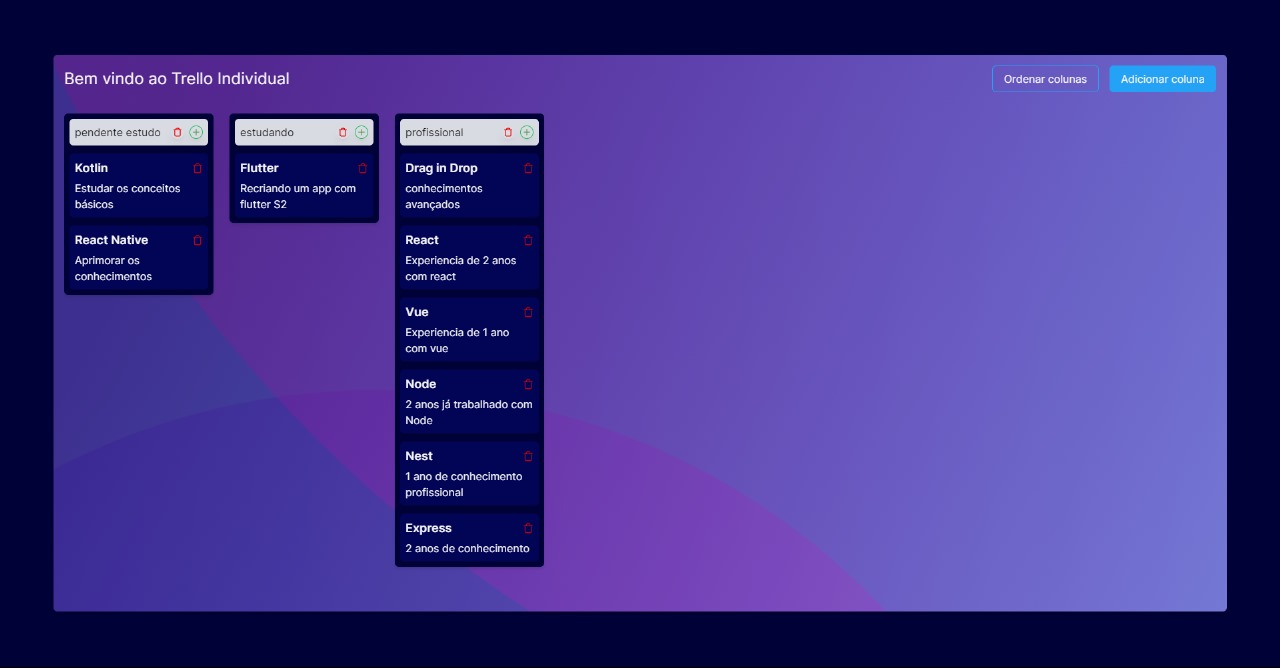 Bem vindo ao Trello Individual
Ordenar colunas
Adicionar coluna
pendente estudo
Kotlin
Estudar os conceitos
básicos
React Native
Aprimorar os
conhecimentos
estudando
Flutter
Recriando um app com
flutter S2
profissional
Drag in Drop
conhecimentos
avançados
React
Experiencia de 2 anos
com react
Vue
Experiencia de 1 ano
com vue
Node
2 anos já trabalhado com
Node
Nest
1 ano de conhecimento
profissional
Express
2 anos de conhecimento